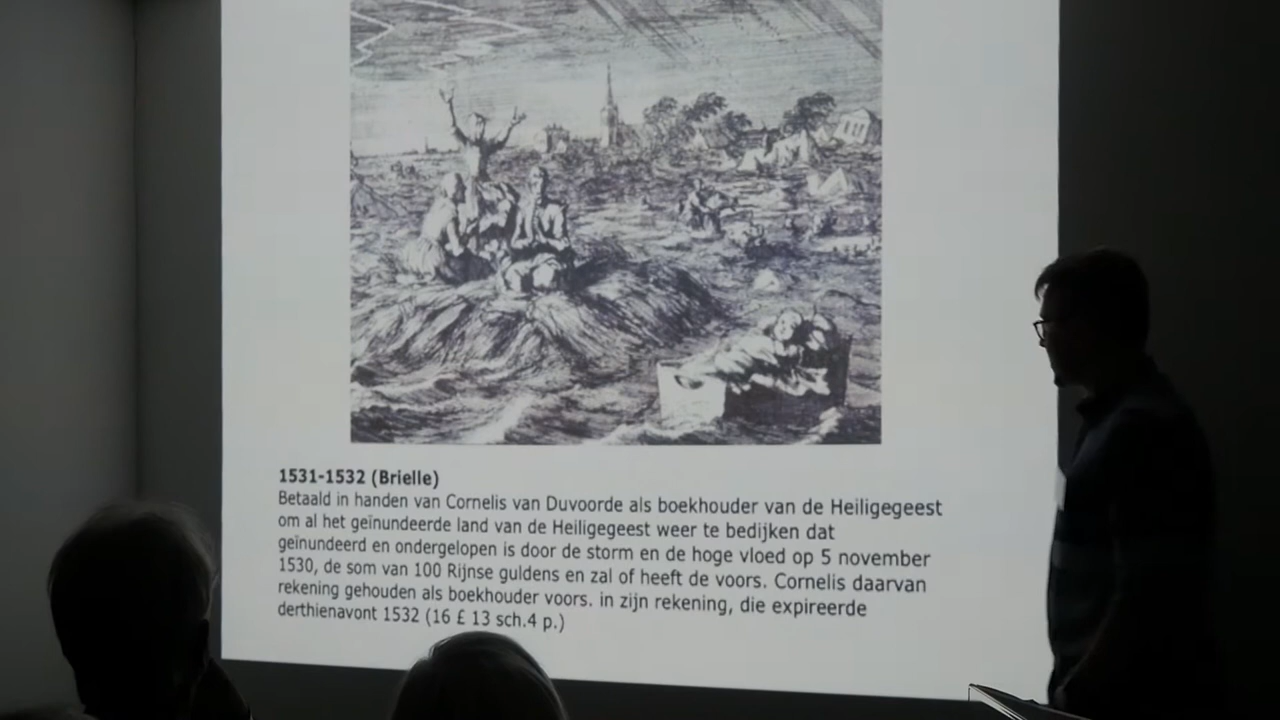 1531-1532 (Brielle)
Betaald in handen van Cornelis van Duvoorde als boekhouder van de Heiligegeest
om al het geïnundeerde land van de Heiligegeest weer te bedijken dat
geïnundeerd en ondergelopen is door de storm en de hoge vloed op 5 november
1530, de som van 100 Rijnse guldens en zal of heeft de voors. Cornelis daarvan
rekening gehouden als boekhouder voors. in zijn rekening, die expireerde
derthienavont 1532 (16 £ 13 sch.4 p.)